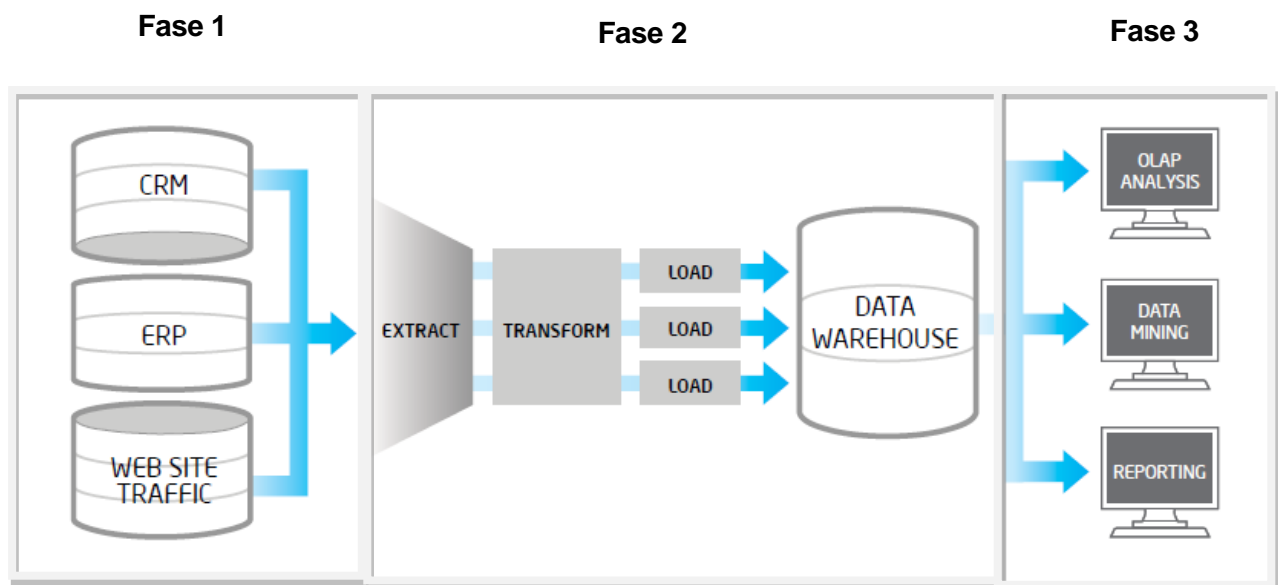 Fase 1
Fase 2
Fase 3
CRM
ERP
WEB SITE
TRAFFIC
EXTRACT
TRANSFORM
LOAD
LOAD
LOAD
DATA
WAREHOUSE
OLAP
ANALYSIS
DATA
MINING
REPORTING